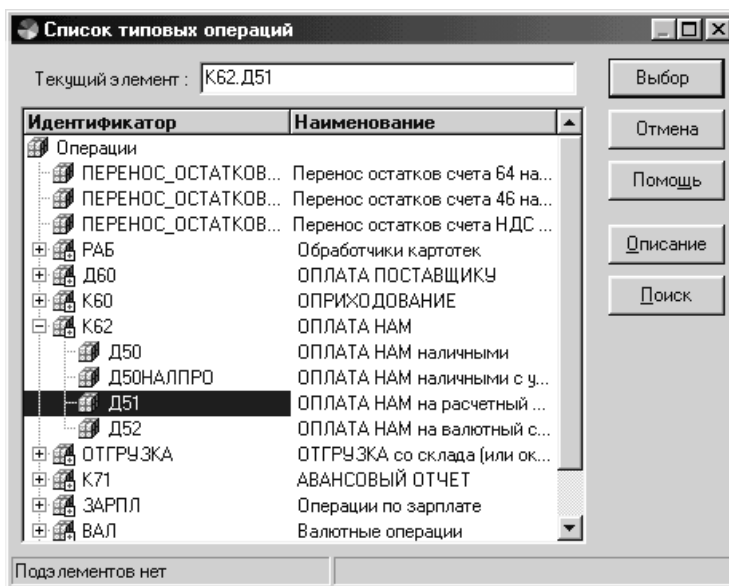 Список типовых операций
Текущий элемент : К62.Д51 Выбор
Идентификатор Наименование Отмена
Операции
ПЕРЕНОС_ОСТАТКОВ... Перенос остатков счета 64 на... Помощь
ПЕРЕНОС_ОСТАТКОВ... Перенос остатков счета 46 на...
ПЕРЕНОС_ОСТАТКОВ... Перенос остатков счета НДС ...
РАБ Обработчики картотек Описание
Д60 ОПЛАТА ПОСТАВЩИКУ
К60 ОПРИХОДОВАНИЕ Поиск
К62 ОПЛАТА НАМ
Д50 ОПЛАТА НАМ наличными
Д50НАЛПРО ОПЛАТА НАМ наличными с у...
Д51 ОПЛАТА НАМ на расчетный ...
Д52 ОПЛАТА НАМ на валютный с...
ОТГРУЗКА ОТГРУЗКА со склада (или ок...
К71 АВАНСОВЫЙ ОТЧЕТ
ЗАРПЛ Операции по зарплате
ВАЛ Валютные операции
Подэлементов нет